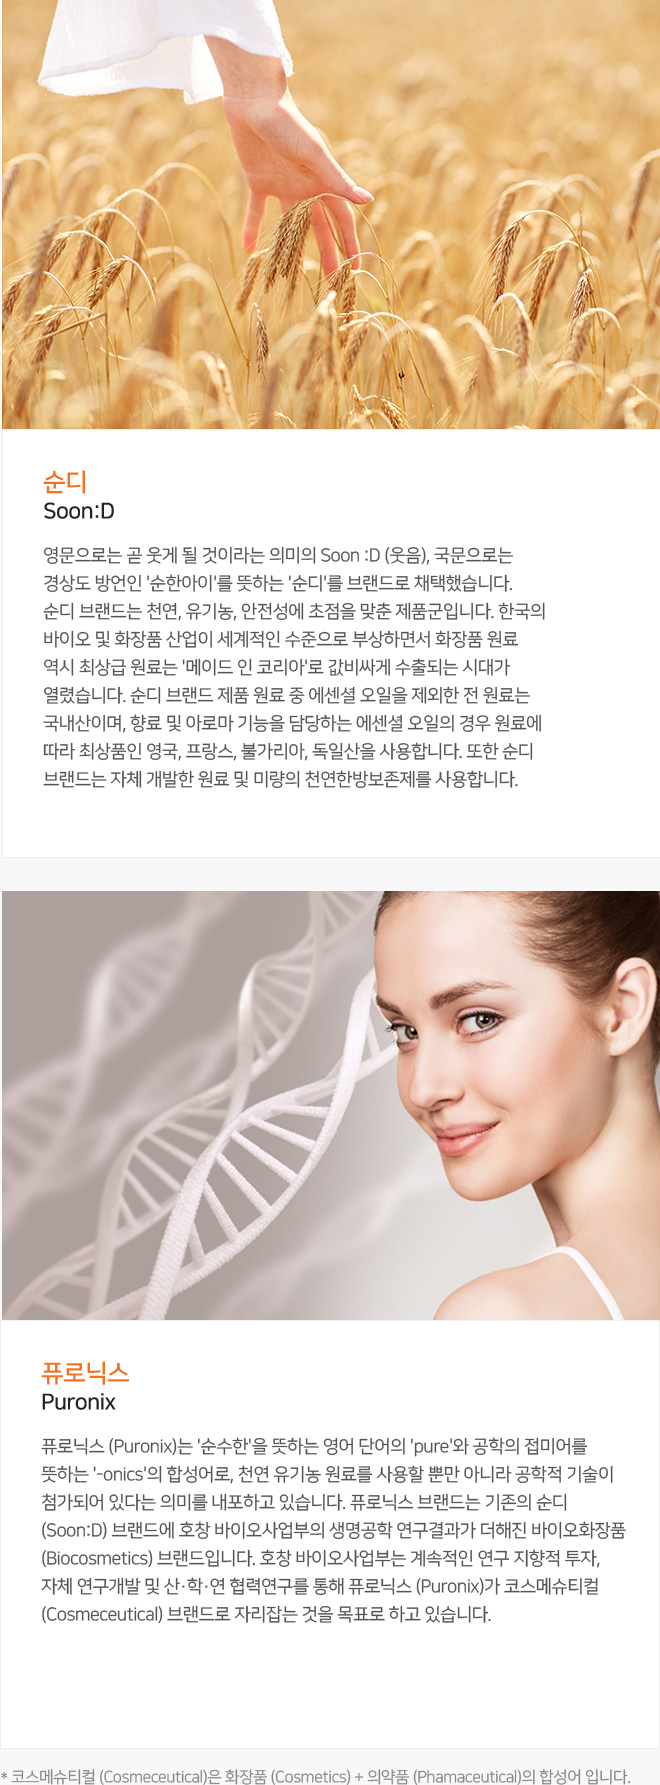 순디
Soon:D
영문으로는 곧 웃게 될 것이라는 의미의 Soon :D (웃음), 국문으로는
경상도 방언인 '순한아이'를 뜻하는 '순디'를 브랜드로 채택했습니다.
순디 브랜드는 천연, 유기농, 안전성에 초점을 맞춘 제품군입니다. 한국의
바이오 및 화장품 산업이 세계적인 수준으로 부상하면서 화장품 원료
역시 최상급 원료는 '메이드 인 코리아'로 값비싸게 수출되는 시대가
열렸습니다. 순디 브랜드 제품 원료 중 에센셜 오일을 제외한 전 원료는
국내산이며, 향료 및 아로마 기능을 담당하는 에센셜 오일의 경우 원료에
따라 최상품인 영국, 프랑스, 불가리아, 독일산을 사용합니다. 또한 순디
브랜드는 자체 개발한 원료 및 미량의 천연한방보존제를 사용합니다.
퓨로닉스
Puronix
퓨로닉스 (Puronix)는 '순수한'을 뜻하는 영어 단어의 'pure'와 공학의 접미어를
뜻하는 '-onics'의 합성어로, 천연 유기농 원료를 사용할 뿐만 아니라 공학적 기술이
첨가되어 있다는 의미를 내포하고 있습니다. 퓨로닉스 브랜드는 기존의 순디
(Soon:D) 브랜드에 호창 바이오사업부의 생명공학 연구결과가 더해진 바이오화장품
(Biocosmetics) 브랜드입니다. 호창 바이오사업부는 계속적인 연구 지향적 투자,
자체 연구개발 및 산·학·연 협력연구를 통해 퓨로닉스 (Puronix)가 코스메슈티컬
(Cosmeceutical) 브랜드로 자리잡는 것을 목표로 하고 있습니다.
* 코스메슈티컬 (Cosmeceutical)은 화장품 (Cosmetics) + 의약품 (Phamaceutical)의 합성어 입니다.